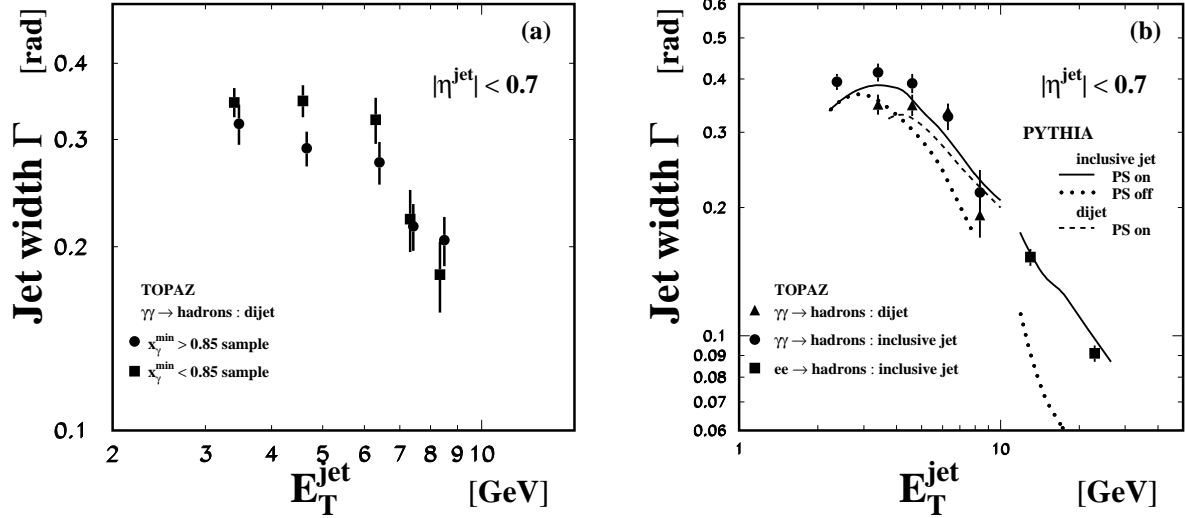 (a)
|η^jet| < 0.7
Jet width Γ [rad]
0.4
0.3
0.2
0.1
TOPAZ
γγ → hadrons : dijet
x_γ^min > 0.85 sample
x_γ^min < 0.85 sample
2 3 4 5 6 7 8 9 10
E_T^jet [GeV]
(b)
|η^jet| < 0.7
Jet width Γ [rad]
0.6
0.5
0.4
0.3
0.2
0.1
0.09
0.08
0.07
0.06
PYTHIA
inclusive jet
PS on
PS off
dijet
PS on
TOPAZ
γγ → hadrons : dijet
γγ → hadrons : inclusive jet
ee → hadrons : inclusive jet
1 10
E_T^jet [GeV]